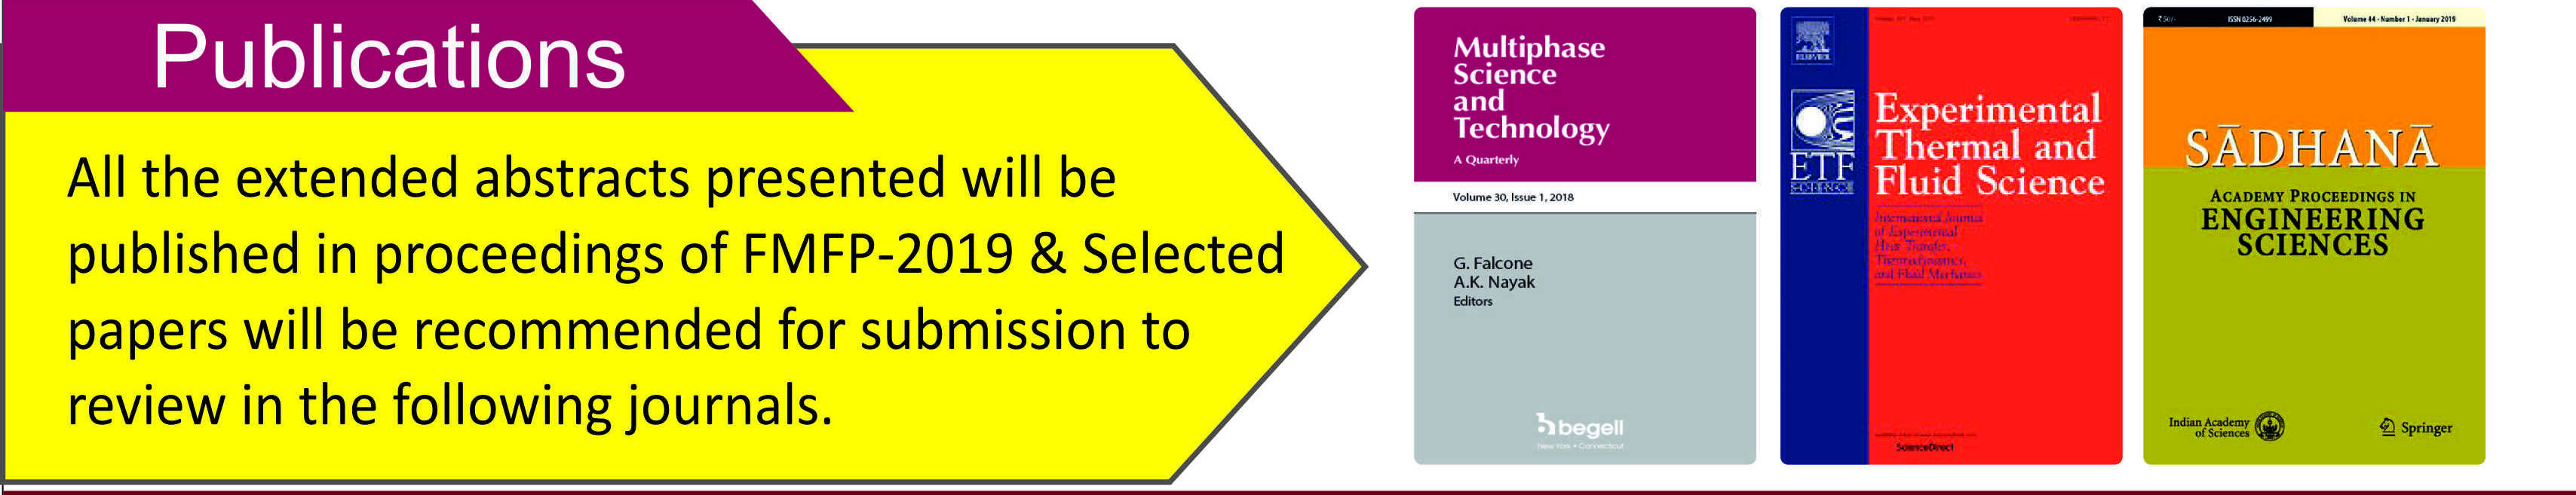 Publications
All the extended abstracts presented will be
published in proceedings of FMFP-2019 & Selected
papers will be recommended for submission to
review in the following journals.
Multiphase
Science
and
Technology
A Quarterly
Volume 30, Issue 1, 2018
G. Falcone
A.K. Nayak
Editors
begell
New York • Connecticut
ELSEVIER
ETF
SCIENCE
Experimental
Thermal and
Fluid Science
International Journal
of Experimental
Heat Transfer,
Thermodynamics,
and Fluid Mechanics
ScienceDirect
₹ 50/-
ISSN 0256-2499
Volume 44 - Number 1 - January 2019
SĀDHANĀ
ACADEMY PROCEEDINGS IN
ENGINEERING
SCIENCES
Indian Academy
of Sciences
Springer